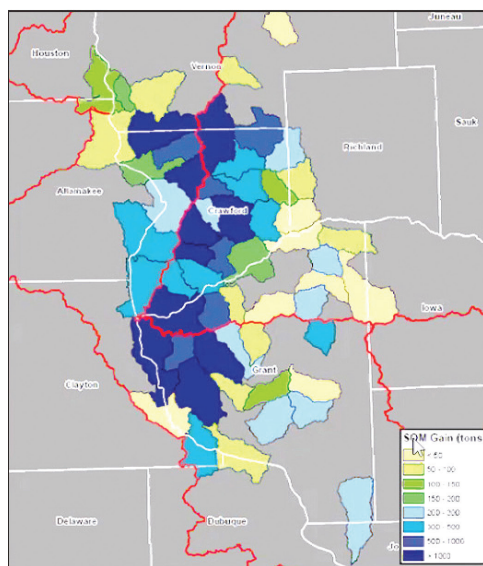 Juneau
Houston
Vernon
Sauk
Richland
Allamakee
Crawford
Iowa
Grant
Clayton
SOM Gain (tons
< 50
50 - 100
100 - 150
150 - 200
200 - 300
300 - 500
500 - 1000
> 1000
Delaware
Dubuque
Jo